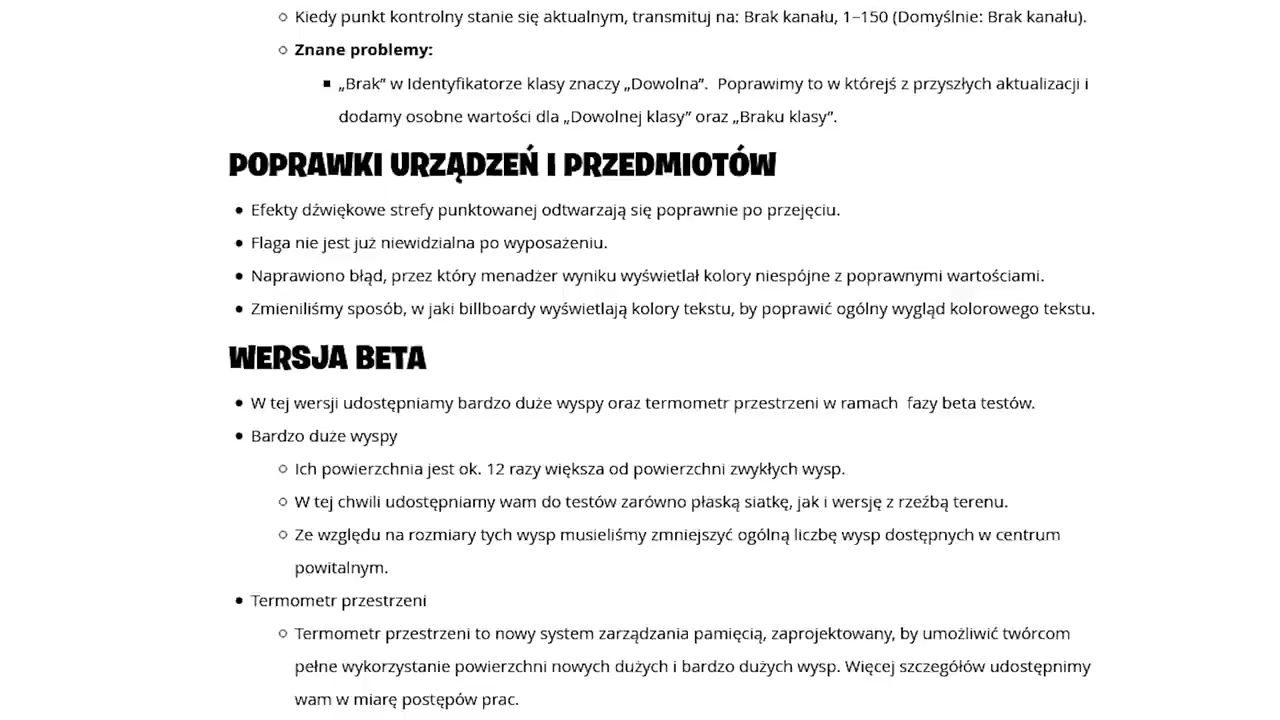 Kiedy punkt kontrolny stanie się aktualnym, transmituj na: Brak kanału, 1–150 (Domyślnie: Brak kanału).
Znane problemy:
„Brak” w Identyfikatorze klasy znaczy „Dowolna”.  Poprawimy to w którejś z przyszłych aktualizacji i
dodamy osobne wartości dla „Dowolnej klasy” oraz „Braku klasy”.
POPRAWKI URZĄDZEŃ I PRZEDMIOTÓW
Efekty dźwiękowe strefy punktowanej odtwarzają się poprawnie po przejęciu.
Flaga nie jest już niewidzialna po wyposażeniu.
Naprawiono błąd, przez który menadżer wyniku wyświetlał kolory niespójne z poprawnymi wartościami.
Zmieniliśmy sposób, w jaki billboardy wyświetlają kolory tekstu, by poprawić ogólny wygląd kolorowego tekstu.
WERSJA BETA
W tej wersji udostępniamy bardzo duże wyspy oraz termometr przestrzeni w ramach  fazy beta testów.
Bardzo duże wyspy
Ich powierzchnia jest ok. 12 razy większa od powierzchni zwykłych wysp.
W tej chwili udostępniamy wam do testów zarówno płaską siatkę, jak i wersję z rzeźbą terenu.
Ze względu na rozmiary tych wysp musieliśmy zmniejszyć ogólną liczbę wysp dostępnych w centrum
powitalnym.
Termometr przestrzeni
Termometr przestrzeni to nowy system zarządzania pamięcią, zaprojektowany, by umożliwić twórcom
pełne wykorzystanie powierzchni nowych dużych i bardzo dużych wysp. Więcej szczegółów udostępnimy
wam w miarę postępów prac.